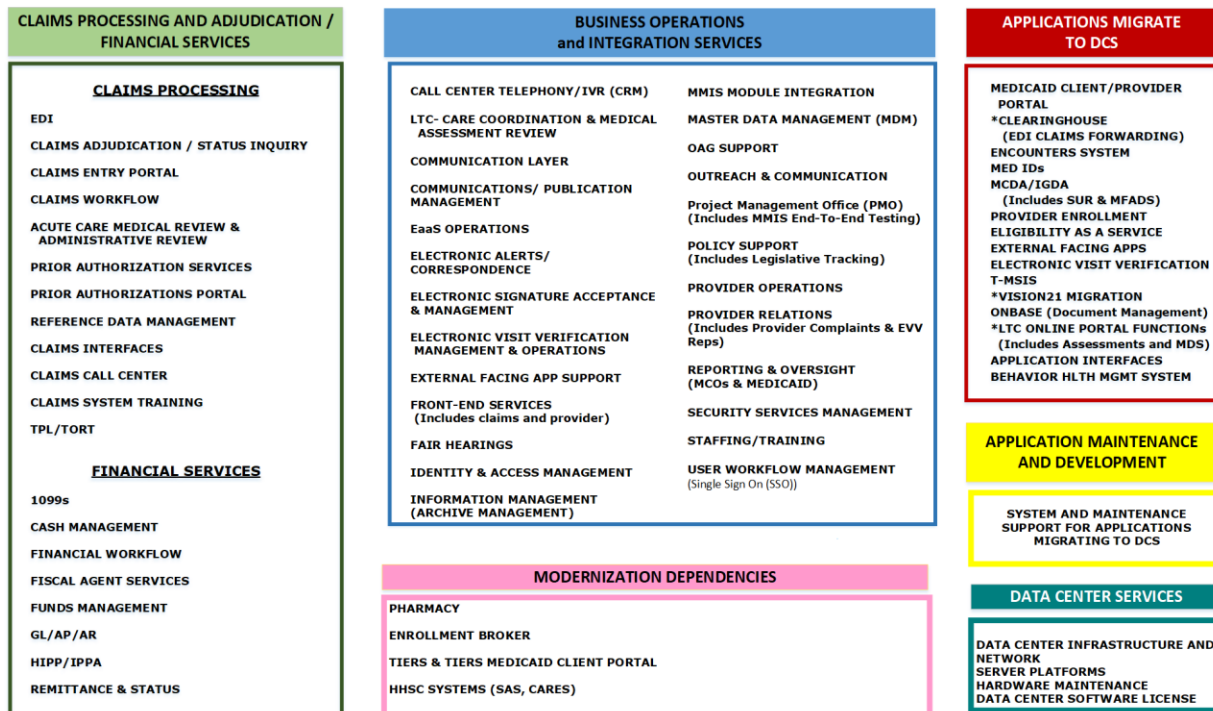 CLAIMS PROCESSING AND ADJUDICATION /
FINANCIAL SERVICES
CLAIMS PROCESSING
EDI
CLAIMS ADJUDICATION / STATUS INQUIRY
CLAIMS ENTRY PORTAL
CLAIMS WORKFLOW
ACUTE CARE MEDICAL REVIEW &
ADMINISTRATIVE REVIEW
PRIOR AUTHORIZATION SERVICES
PRIOR AUTHORIZATIONS PORTAL
REFERENCE DATA MANAGEMENT
CLAIMS INTERFACES
CLAIMS CALL CENTER
CLAIMS SYSTEM TRAINING
TPL/TORT
FINANCIAL SERVICES
1099s
CASH MANAGEMENT
FINANCIAL WORKFLOW
FISCAL AGENT SERVICES
FUNDS MANAGEMENT
GL/AP/AR
HIPP/IPPA
REMITTANCE & STATUS
BUSINESS OPERATIONS
and INTEGRATION SERVICES
CALL CENTER TELEPHONY/IVR (CRM)
LTC- CARE COORDINATION & MEDICAL
ASSESSMENT REVIEW
COMMUNICATION LAYER
COMMUNICATIONS/ PUBLICATION
MANAGEMENT
EaaS OPERATIONS
ELECTRONIC ALERTS/
CORRESPONDENCE
ELECTRONIC SIGNATURE ACCEPTANCE
& MANAGEMENT
ELECTRONIC VISIT VERIFICATION
MANAGEMENT & OPERATIONS
EXTERNAL FACING APP SUPPORT
FRONT-END SERVICES
(Includes claims and provider)
FAIR HEARINGS
IDENTITY & ACCESS MANAGEMENT
INFORMATION MANAGEMENT
(ARCHIVE MANAGEMENT)
MMIS MODULE INTEGRATION
MASTER DATA MANAGEMENT (MDM)
OAG SUPPORT
OUTREACH & COMMUNICATION
Project Management Office (PMO)
(Includes MMIS End-To-End Testing)
POLICY SUPPORT
(Includes Legislative Tracking)
PROVIDER OPERATIONS
PROVIDER RELATIONS
(Includes Provider Complaints & EVV
Reps)
REPORTING & OVERSIGHT
(MCOs & MEDICAID)
SECURITY SERVICES MANAGEMENT
STAFFING/TRAINING
USER WORKFLOW MANAGEMENT
(Single Sign On (SSO))
MODERNIZATION DEPENDENCIES
PHARMACY
ENROLLMENT BROKER
TIERS & TIERS MEDICAID CLIENT PORTAL
HHSC SYSTEMS (SAS, CARES)
APPLICATIONS MIGRATE
TO DCS
MEDICAID CLIENT/PROVIDER
PORTAL
*CLEARINGHOUSE
(EDI CLAIMS FORWARDING)
ENCOUNTERS SYSTEM
MED IDs
MCDA/IGDA
(Includes SUR & MFADS)
PROVIDER ENROLLMENT
ELIGIBILITY AS A SERVICE
EXTERNAL FACING APPS
ELECTRONIC VISIT VERIFICATION
T-MSIS
*VISION21 MIGRATION
ONBASE (Document Management)
*LTC ONLINE PORTAL FUNCTIONs
(Includes Assessments and MDS)
APPLICATION INTERFACES
BEHAVIOR HLTH MGMT SYSTEM
APPLICATION MAINTENANCE
AND DEVELOPMENT
SYSTEM AND MAINTENANCE
SUPPORT FOR APPLICATIONS
MIGRATING TO DCS
DATA CENTER SERVICES
DATA CENTER INFRASTRUCTURE AND
NETWORK
SERVER PLATFORMS
HARDWARE MAINTENANCE
DATA CENTER SOFTWARE LICENSE